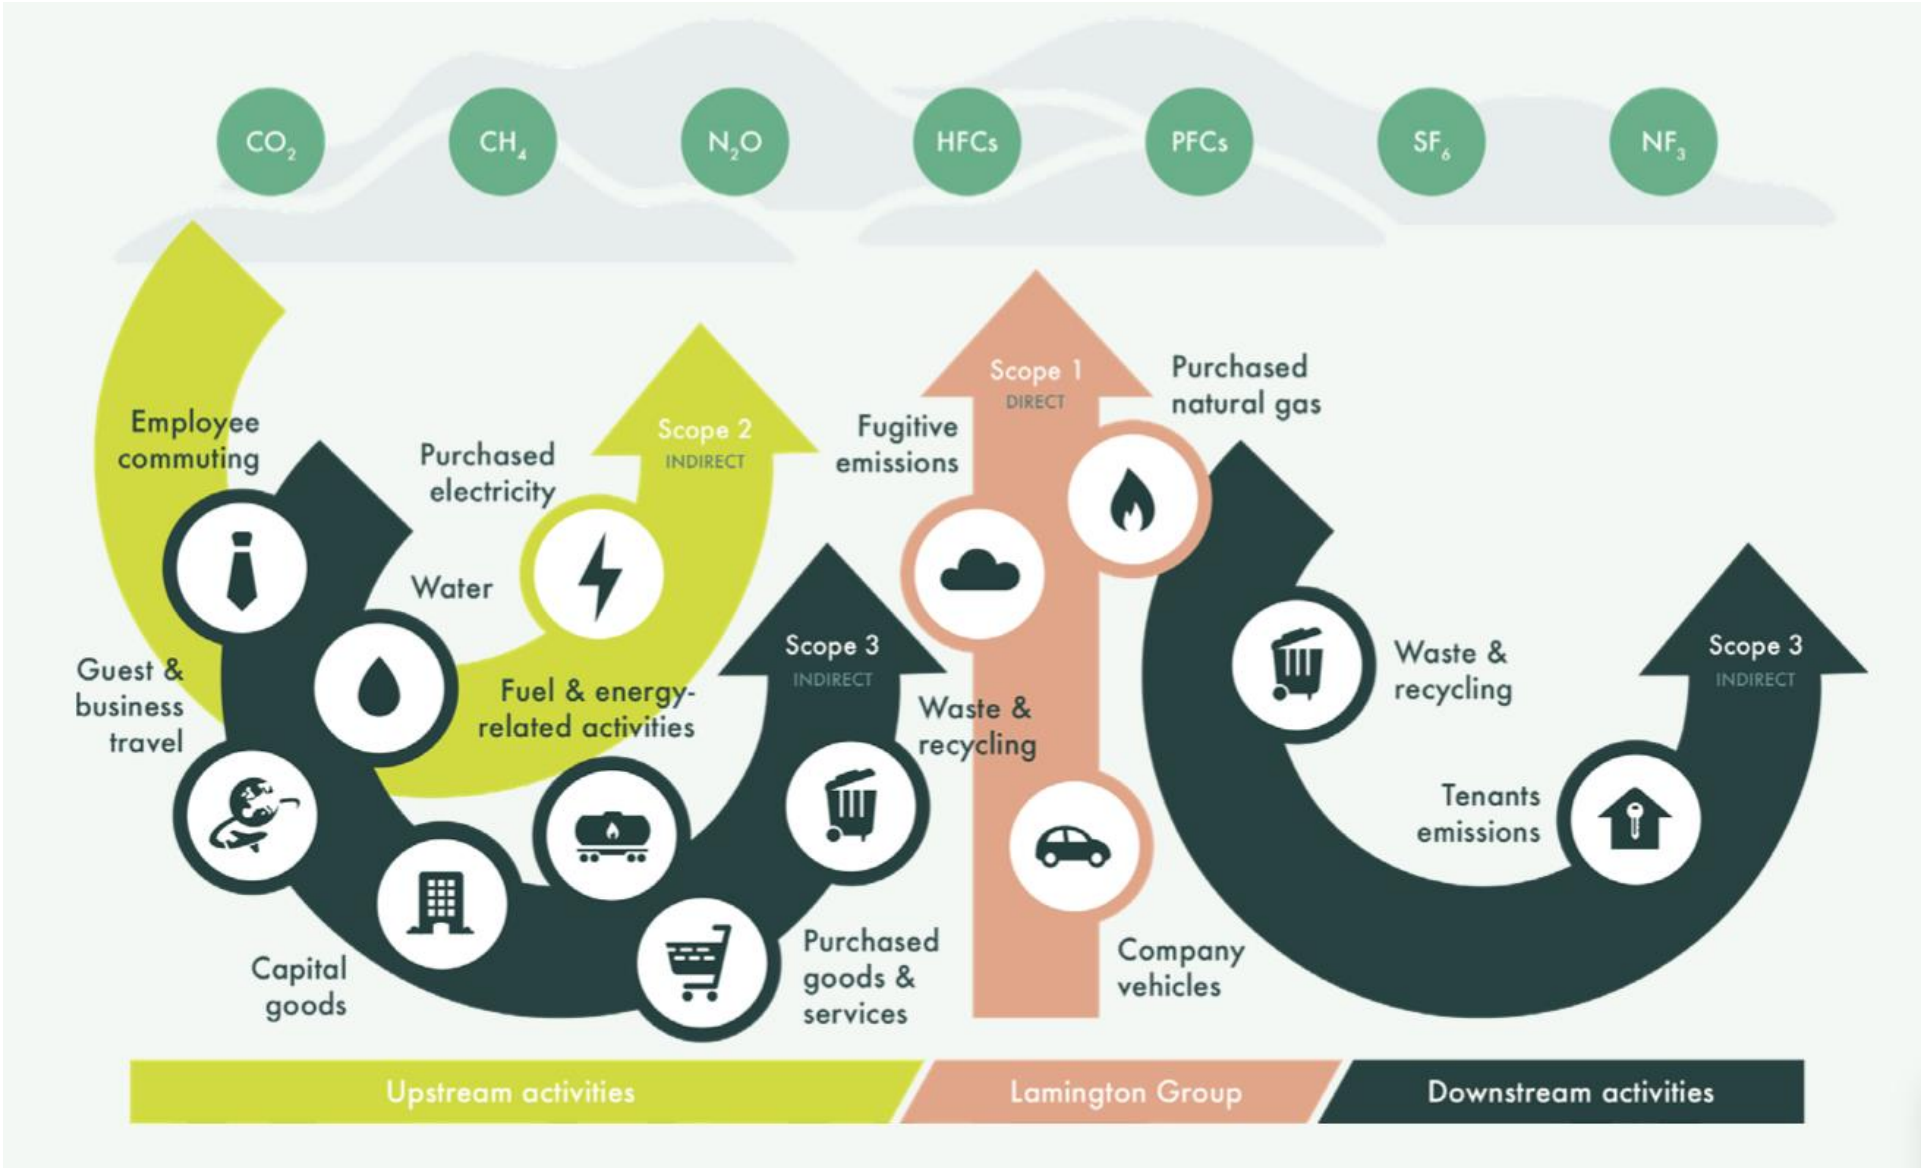 CO₂
CH₄
N₂O
HFCs
PFCs
SF₆
NF₃
Employee
commuting
Purchased
electricity
Scope 2
INDIRECT
Water
Guest &
business
travel
Fuel & energy-
related activities
Scope 3
INDIRECT
Waste &
recycling
Capital
goods
Purchased
goods &
services
Scope 1
DIRECT
Fugitive
emissions
Purchased
natural gas
Company
vehicles
Waste &
recycling
Tenants
emissions
Scope 3
INDIRECT
Upstream activities
Lamington Group
Downstream activities